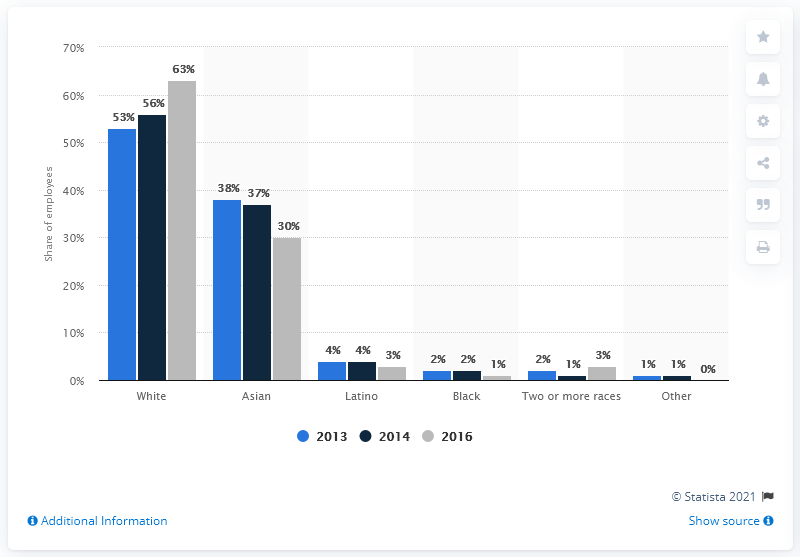 70%
60%
50%
40%
30%
20%
10%
0%
Share of employees
53% 56% 63%
38% 37% 30%
4% 4% 3%
2% 2% 1%
2% 1% 3%
1% 1% 0%
White Asian Latino Black Two or more races Other
2013 2014 2016
© Statista 2021
Additional Information Show source